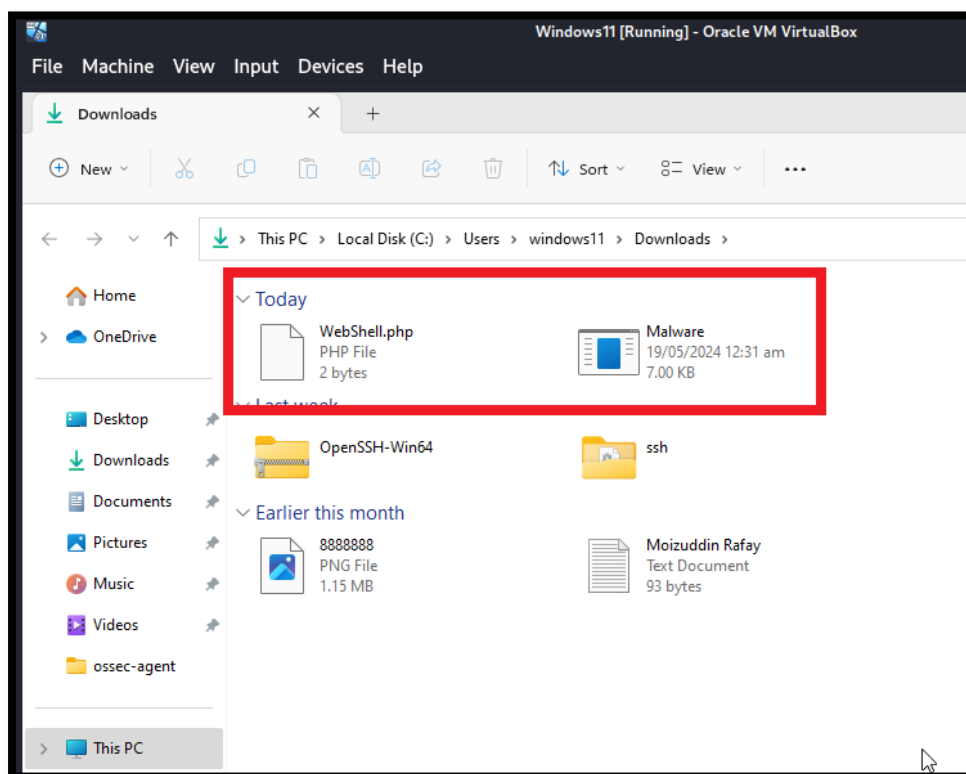 Windows11 [Running] - Oracle VM VirtualBox
File Machine View Input Devices Help
Downloads
New
Sort
View
This PC > Local Disk (C:) > Users > windows11 > Downloads >
Home
OneDrive
Desktop
Downloads
Documents
Pictures
Music
Videos
ossec-agent
This PC
Today
WebShell.php
PHP File
2 bytes
Malware
19/05/2024 12:31 am
7.00 KB
Last week
OpenSSH-Win64
ssh
Earlier this month
8888888
PNG File
1.15 MB
Moizuddin Rafay
Text Document
93 bytes